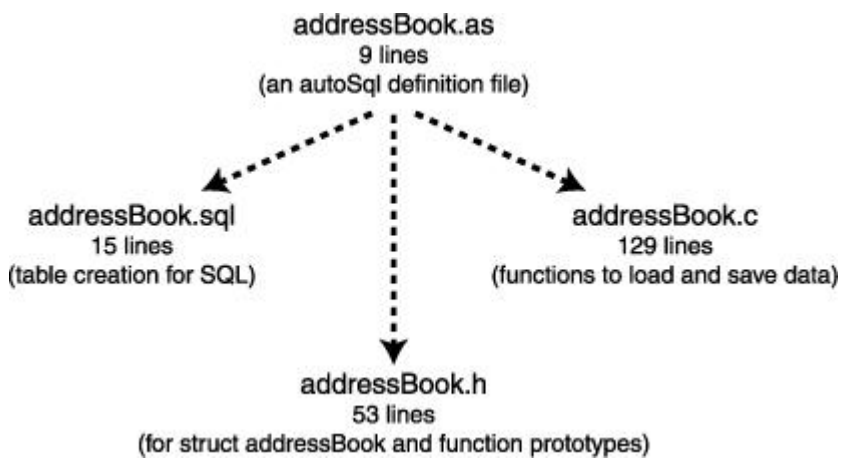 addressBook.as
9 lines
(an autoSql definition file)
addressBook.sql
15 lines
(table creation for SQL)
addressBook.c
129 lines
(functions to load and save data)
addressBook.h
53 lines
(for struct addressBook and function prototypes)